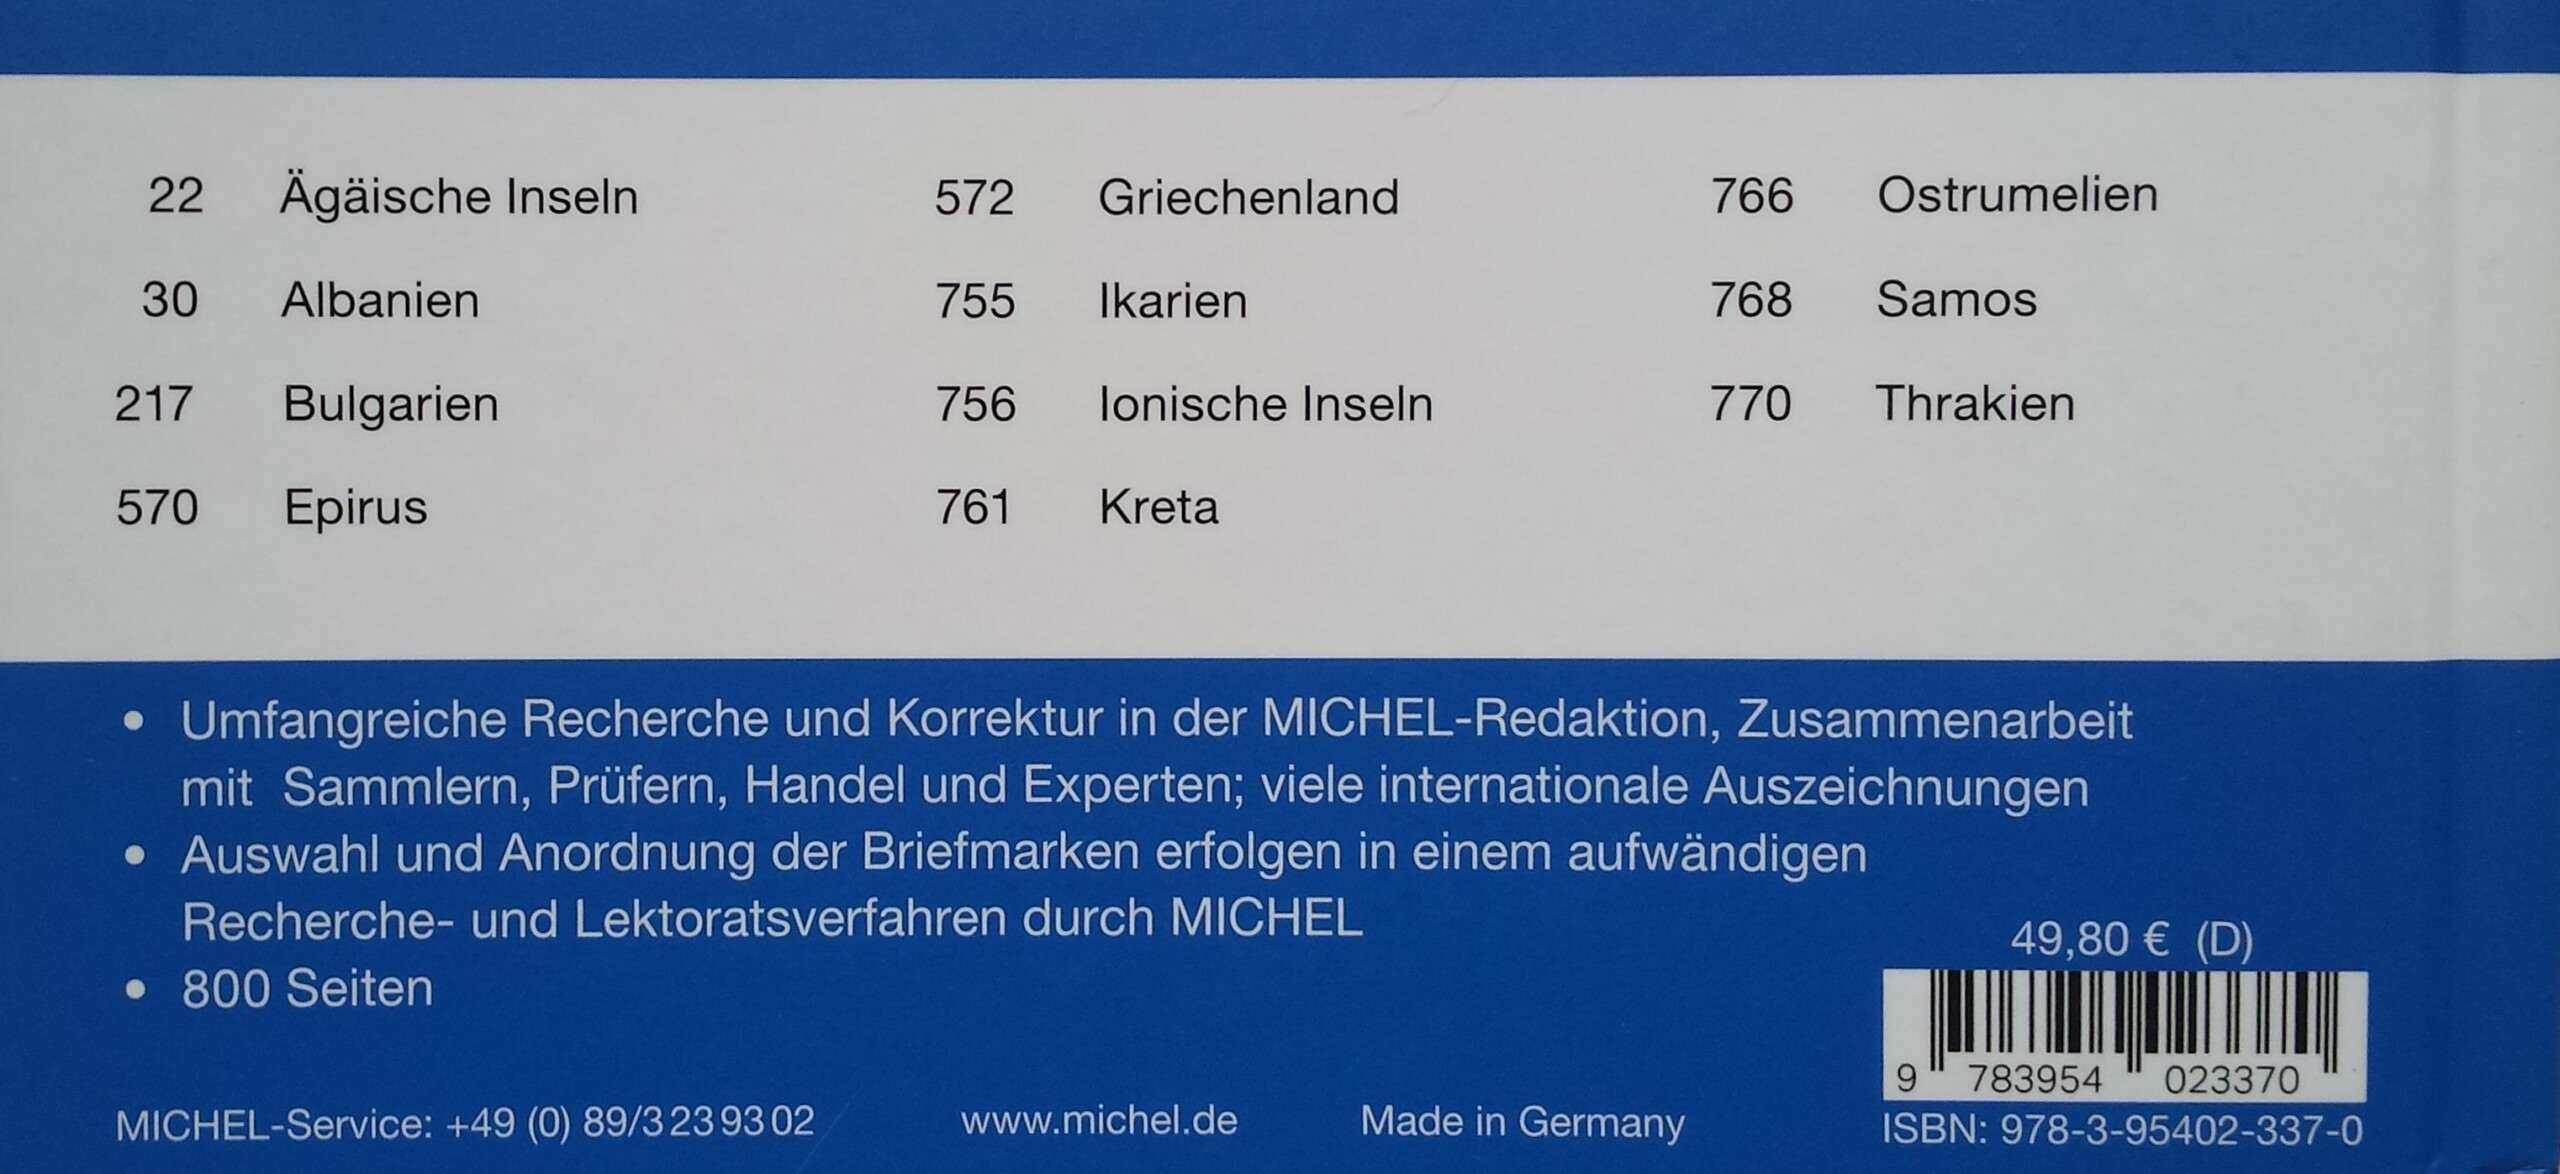 22 Ägäische Inseln 572 Griechenland 766 Ostrumelien
30 Albanien 755 Ikarien 768 Samos
217 Bulgarien 756 Ionische Inseln 770 Thrakien
570 Epirus 761 Kreta
• Umfangreiche Recherche und Korrektur in der MICHEL-Redaktion, Zusammenarbeit
mit Sammlern, Prüfern, Handel und Experten; viele internationale Auszeichnungen
• Auswahl und Anordnung der Briefmarken erfolgen in einem aufwändigen
Recherche- und Lektoratsverfahren durch MICHEL
• 800 Seiten
49,80 € (D)
9 783954 023370
MICHEL-Service: +49 (0) 89/3 239302 www.michel.de Made in Germany ISBN: 978-3-95402-337-0